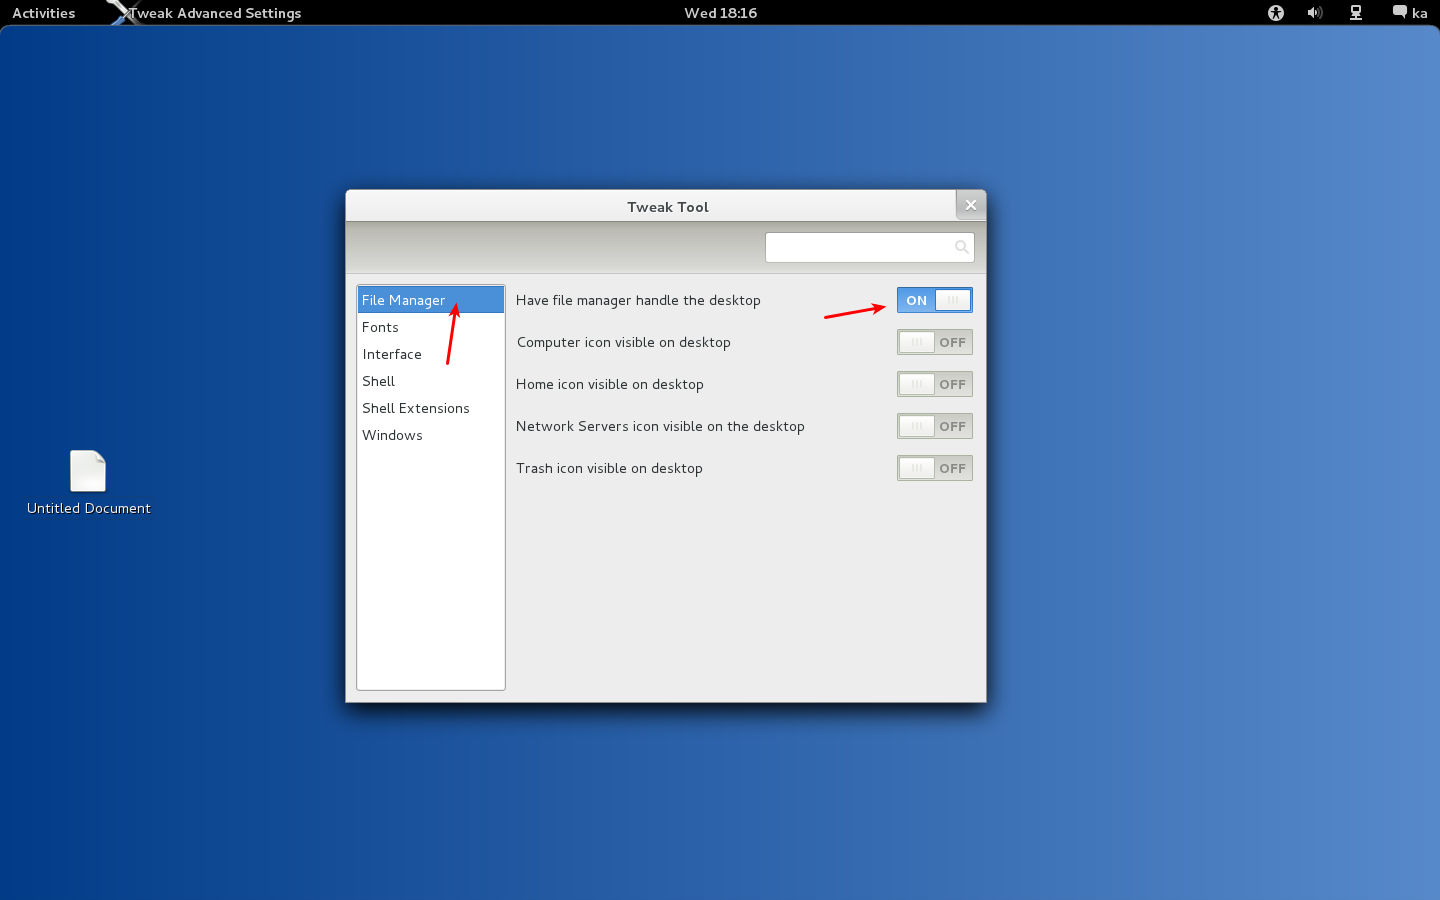 Activities
Tweak Advanced Settings
Wed 18:16
ka
Tweak Tool
File Manager
Fonts
Interface
Shell
Shell Extensions
Windows
Have file manager handle the desktop
ON
Computer icon visible on desktop
OFF
Home icon visible on desktop
OFF
Network Servers icon visible on the desktop
OFF
Trash icon visible on desktop
OFF
Untitled Document